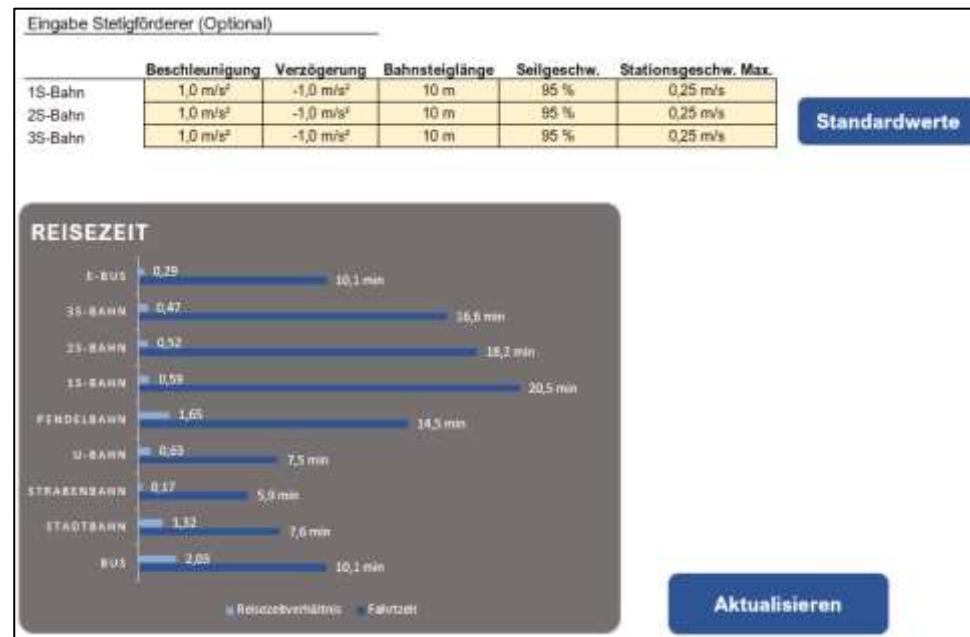 Eingabe Stetigförderer (Optional)
Beschleunigung Verzögerung Bahnsteiglänge Seilgeschw. Stationsgeschw. Max.
1S-Bahn 1,0 m/s² -1,0 m/s² 10 m 95 % 0,25 m/s
2S-Bahn 1,0 m/s² -1,0 m/s² 10 m 95 % 0,25 m/s
3S-Bahn 1,0 m/s² -1,0 m/s² 10 m 95 % 0,25 m/s
Standardwerte
REISEZEIT
E-BUS 0,29 10,1 min
3S-BAHN 0,47 16,6 min
2S-BAHN 0,52 18,2 min
1S-BAHN 0,59 20,5 min
PENDELBAHN 1,65 14,5 min
U-BAHN 0,63 7,5 min
STRAßENBAHN 0,17 5,9 min
STADTBAHN 1,32 7,6 min
BUS 2,03 10,1 min
Reisezeitverhältnis Fahrtzeit
Aktualisieren